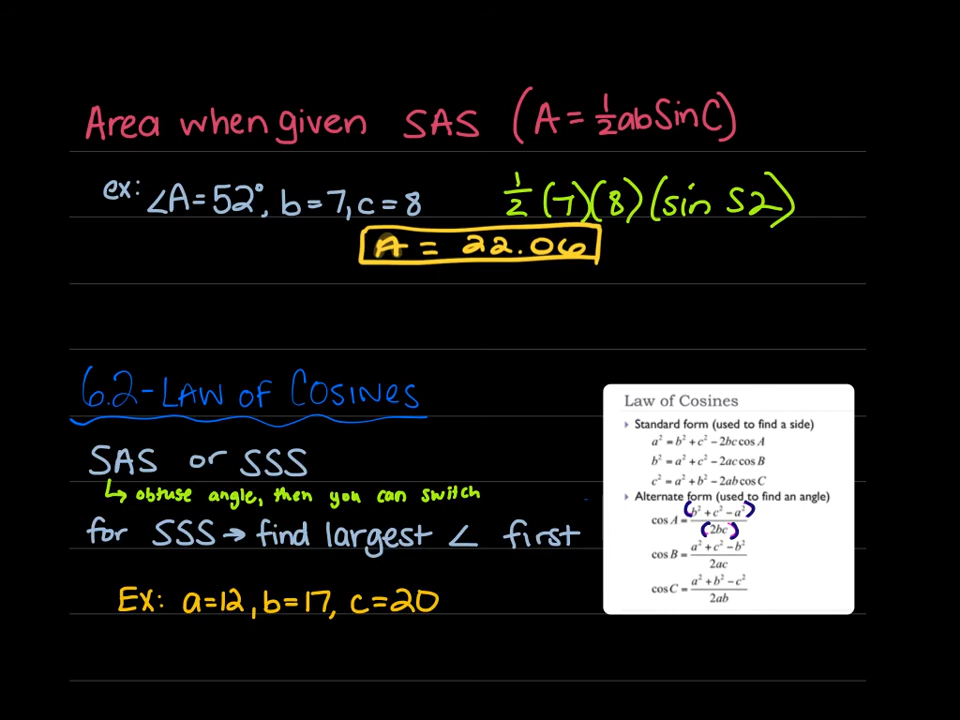 Area when given SAS (A = 1/2 ab Sin C)
ex: ∠A = 52°, b = 7, c = 8 1/2 (7)(8)(sin 52)
A = 22.06
6.2 - LAW OF COSINES
SAS or SSS
↳ obtuse angle, then you can switch
for SSS → find largest ∠ first
EX: a=12, b=17, c=20
Law of Cosines
Standard form (used to find a side)
a² = b² + c² − 2bc cos A
b² = a² + c² − 2ac cos B
c² = a² + b² − 2ab cos C
Alternate form (used to find an angle)
cos A = (b² + c² − a²) / (2bc)
cos B = a² + c² − b² / 2ac
cos C = a² + b² − c² / 2ab